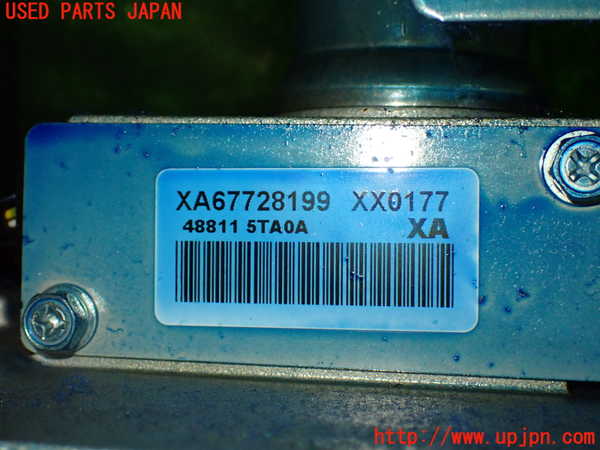 USED PARTS JAPAN
XA67728199 XX0177
48811 5TA0A XA
http://www.upjpn.com